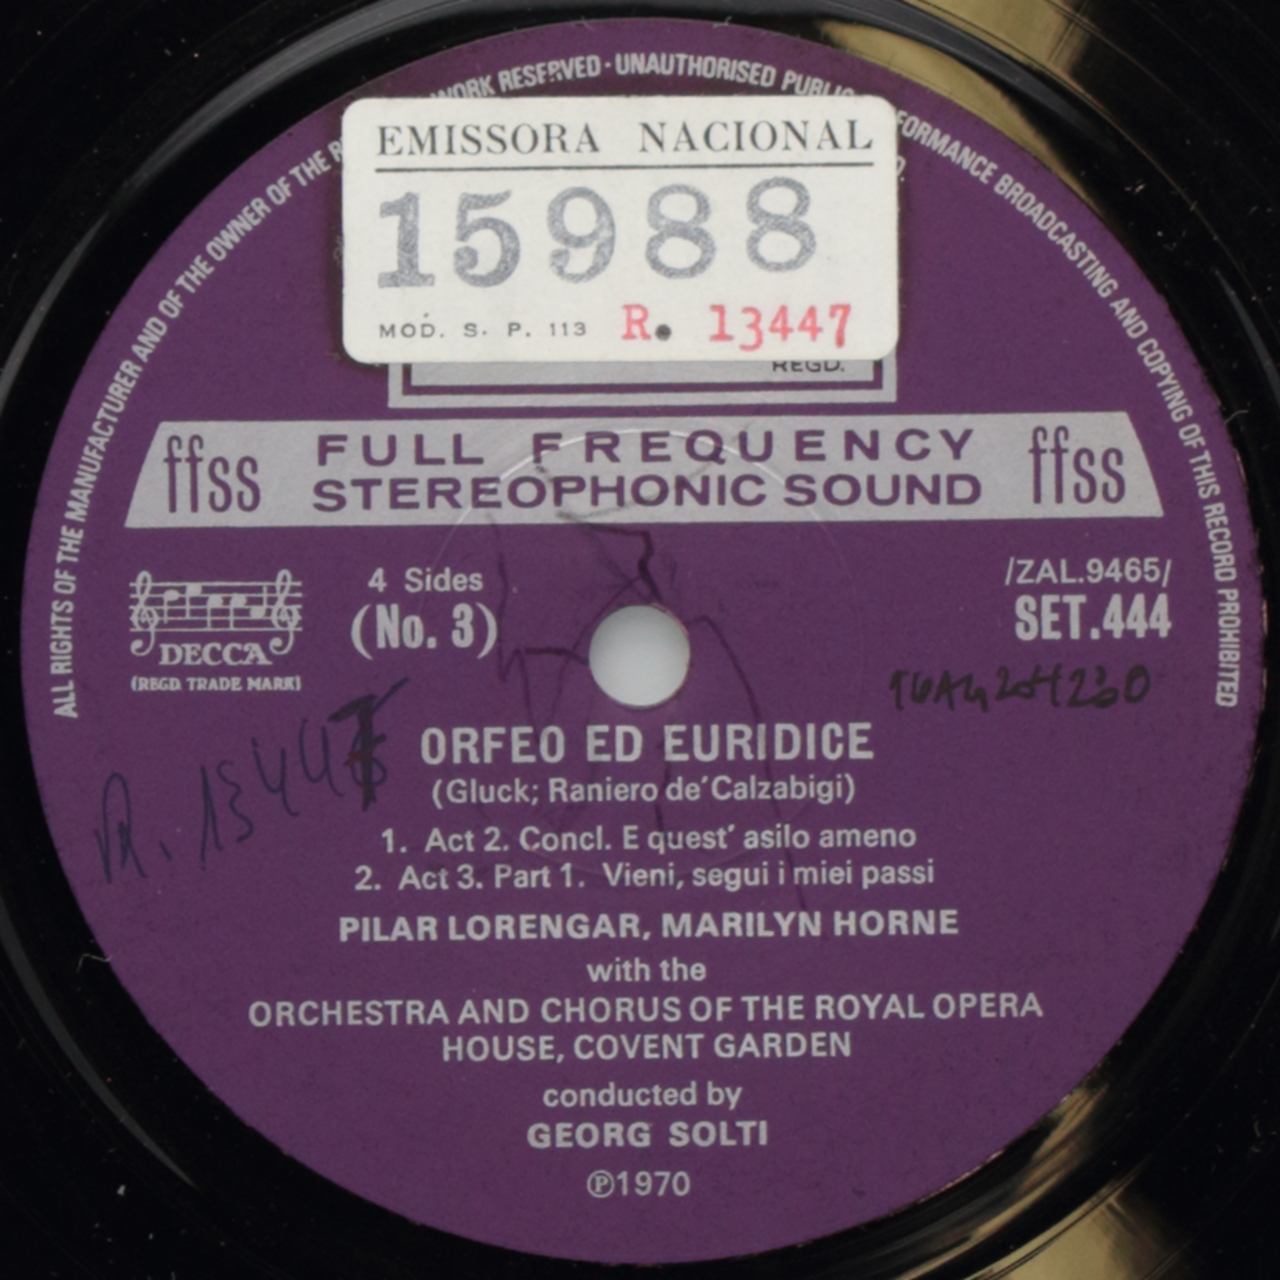 ALL RIGHTS OF THE MANUFACTURER AND OF THE OWNER OF THE WORK RESERVED · UNAUTHORISED FORMANCE BROADCASTING AND COPYING OF THIS RECORD PROHIBITED
EMISSORA NACIONAL
15988
MOD. S. P. 113 R. 13447
REGD.
ffss FULL FREQUENCY STEREOPHONIC SOUND ffss
4 Sides
(No. 3)
/ZAL.9465/
SET.444
DECCA
(REGD. TRADE MARK)
R. 13447
ORFEO ED EURIDICE
(Gluck; Raniero de'Calzabigi)
1. Act 2. Concl. E quest' asilo ameno
2. Act 3. Part 1. Vieni, segui i miei passi
PILAR LORENGAR, MARILYN HORNE
with the
ORCHESTRA AND CHORUS OF THE ROYAL OPERA
HOUSE, COVENT GARDEN
conducted by
GEORG SOLTI
℗1970